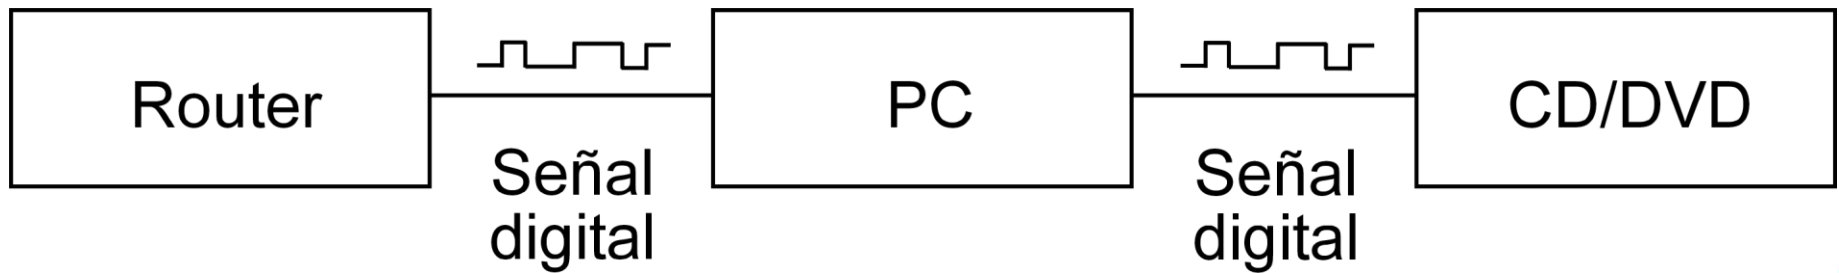 Router
Señal
digital
PC
Señal
digital
CD/DVD